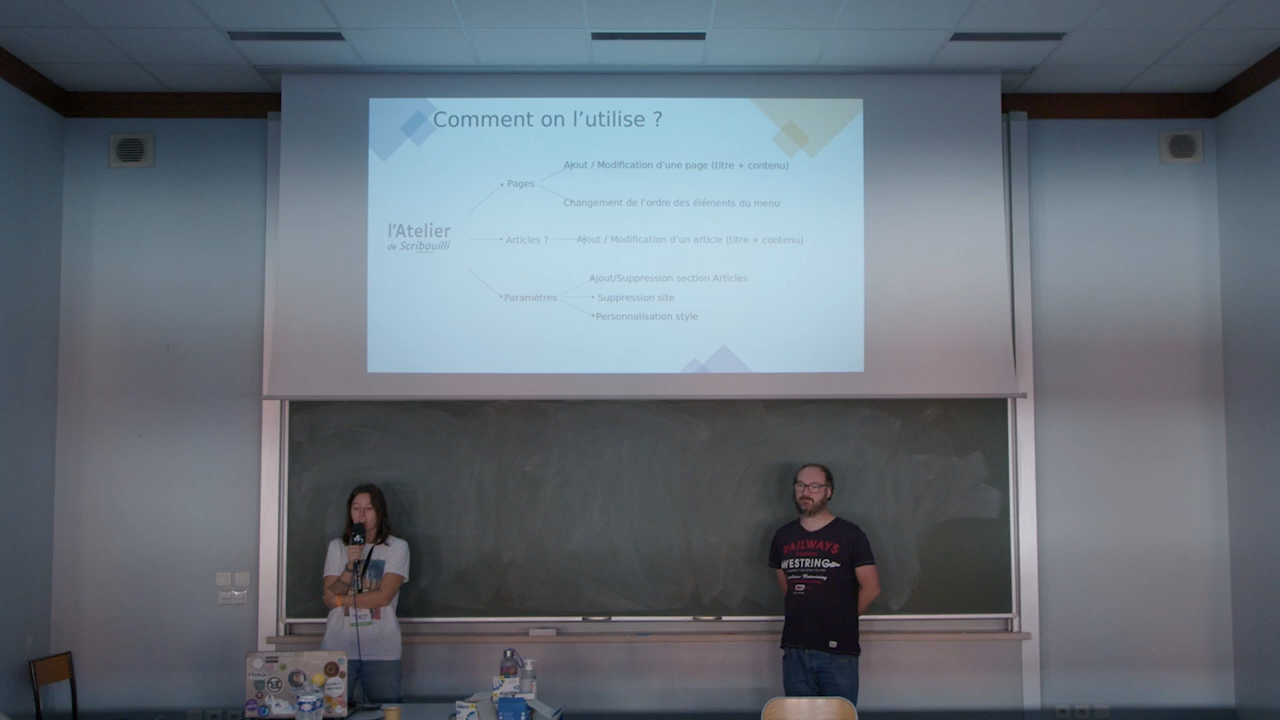 Comment on l'utilise ?
Ajout / Modification d'une page (titre + contenu)
Pages
Changement de l'ordre des éléments du menu
l'Atelier
de Scribouilli
Articles ?
Ajout / Modification d'un article (titre + contenu)
Ajout/Suppression section Articles
Paramètres
Suppression site
Personnalisation style
RAILWAYS
WESTRING